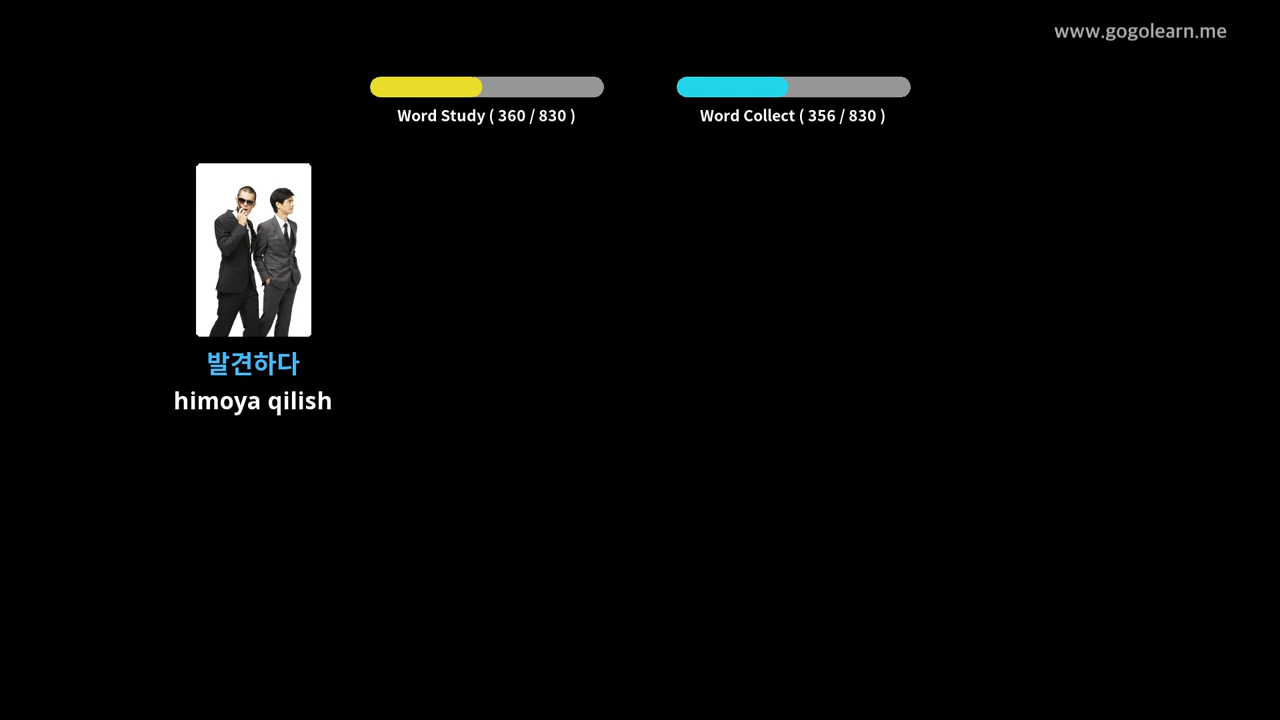 www.gogolearn.me
Word Study ( 360 / 830 )
Word Collect ( 356 / 830 )
발견하다
himoya qilish